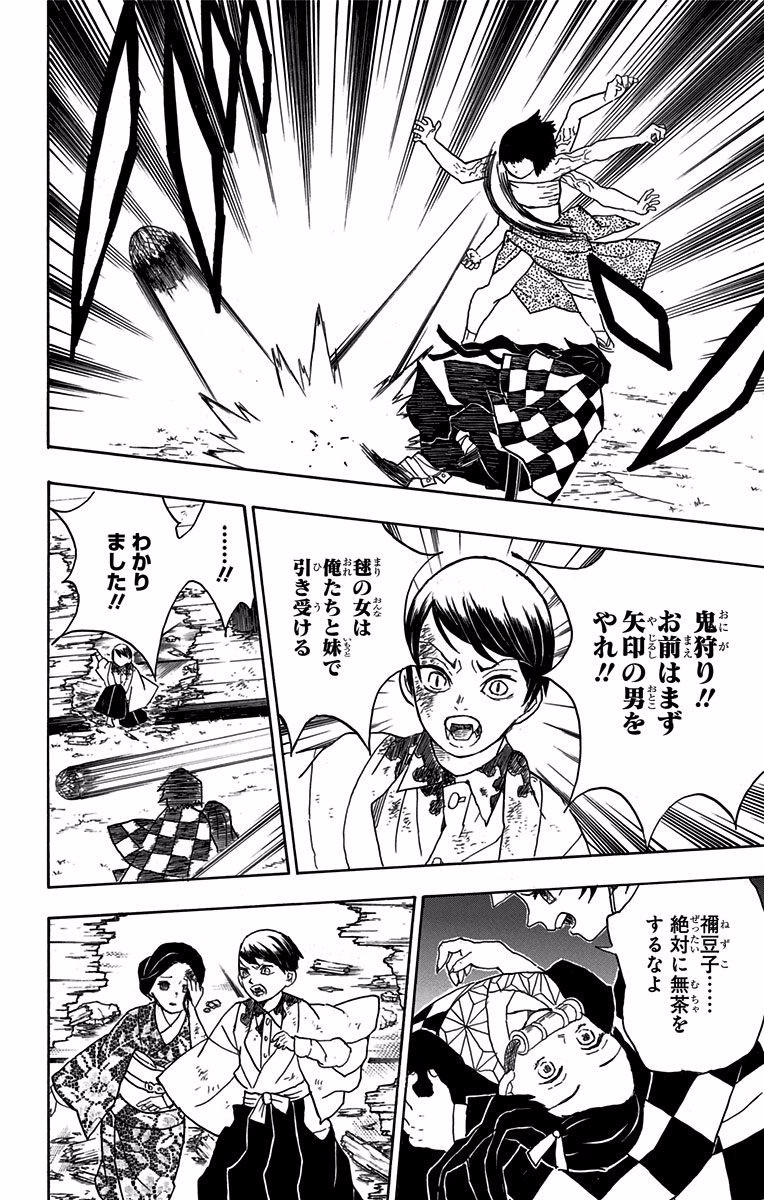 鬼狩り!!
お前はまず
矢印の男を
やれ!!
毬の女は
俺たちと妹で
引き受ける
……!!
わかり
ました!!
禰豆子……
絶対に無茶を
するなよ